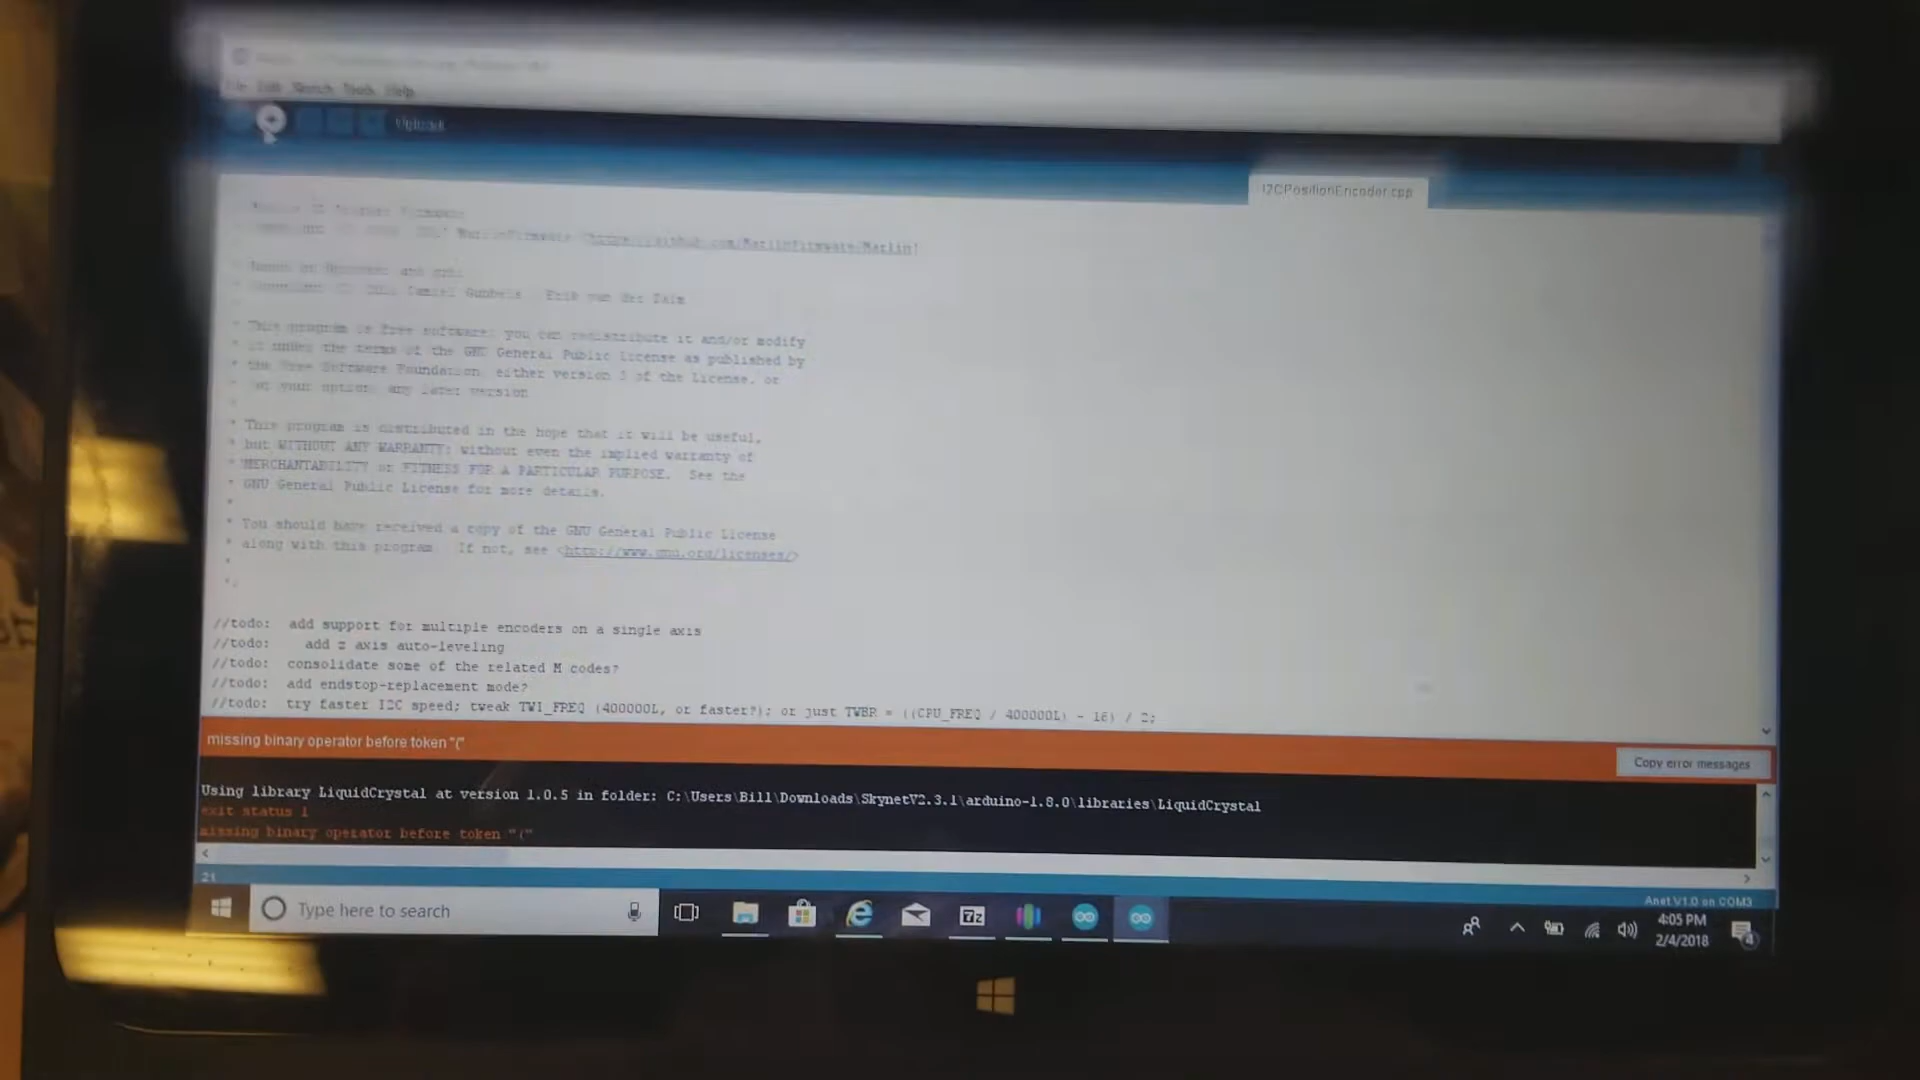 File Edit Sketch Tools Help
Upload
I2CPositionEncoder.cpp
* This program is free software: you can redistribute it and/or modify
* it under the terms of the GNU General Public License as published by
* the Free Software Foundation, either version 3 of the License, or
* (at your option) any later version
*
* This program is distributed in the hope that it will be useful,
* but WITHOUT ANY WARRANTY; without even the implied warranty of
* MERCHANTABILITY or FITNESS FOR A PARTICULAR PURPOSE. See the
* GNU General Public License for more details.
*
* You should have received a copy of the GNU General Public License
* along with this program. If not, see <http://www.gnu.org/licenses/>
*
*/
//todo: add support for multiple encoders on a single axis
//todo: add z axis auto-leveling
//todo: consolidate some of the related M codes?
//todo: add endstop-replacement mode?
//todo: try faster I2C speed; tweak TWI_FREQ (400000L, or faster?); or just TWBR = ((CPU_FREQ / 400000L) - 16) / 2;
missing binary operator before token "("
Copy error messages
Using library LiquidCrystal at version 1.0.5 in folder: C:\Users\Bill\Downloads\SkynetV2.3.1\arduino-1.8.0\libraries\LiquidCrystal
exit status 1
missing binary operator before token "("
21
Anet V1.0 on COM3
Type here to search
7z
4:05 PM
2/4/2018
4